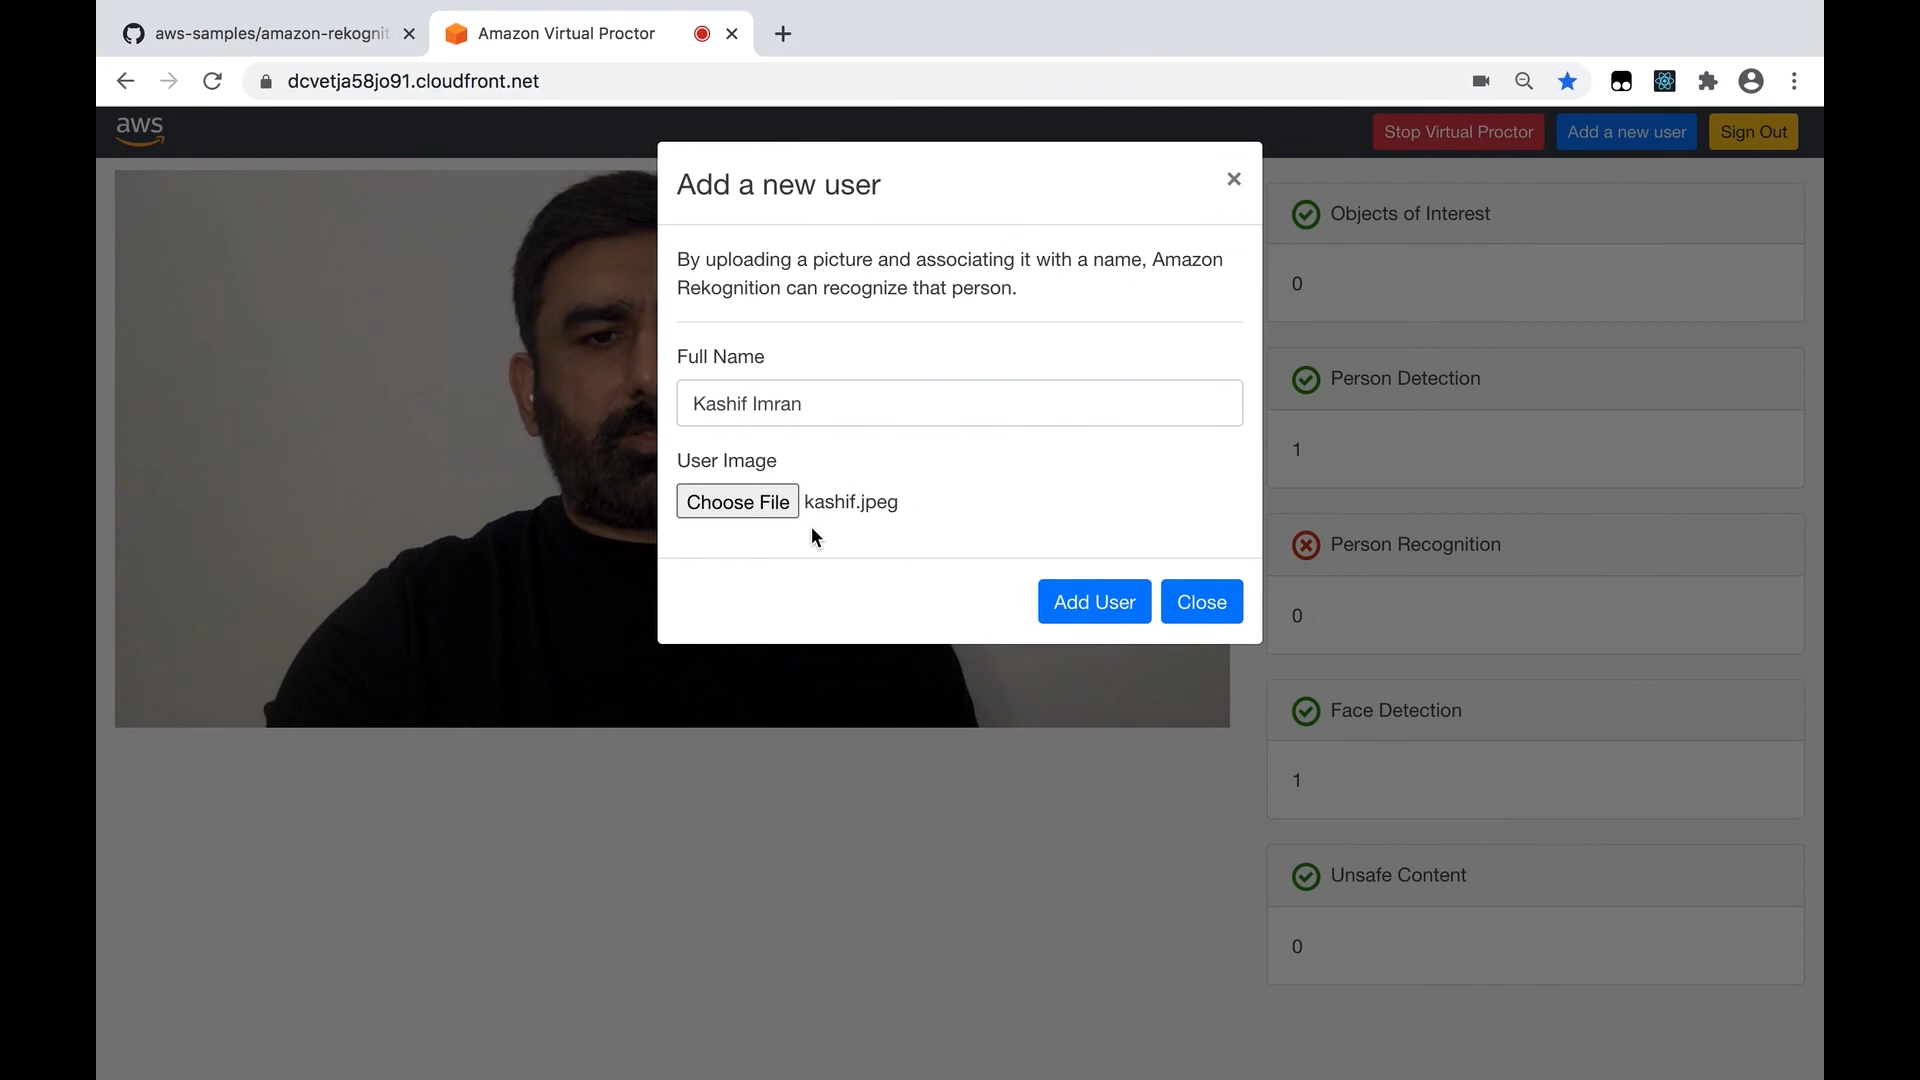 aws-samples/amazon-rekognit
Amazon Virtual Proctor
dcvetja58jo91.cloudfront.net
aws
Stop Virtual Proctor
Add a new user
Sign Out
Add a new user
By uploading a picture and associating it with a name, Amazon
Rekognition can recognize that person.
Full Name
Kashif Imran
User Image
Choose File kashif.jpeg
Add User
Close
Objects of Interest
0
Person Detection
1
Person Recognition
0
Face Detection
1
Unsafe Content
0